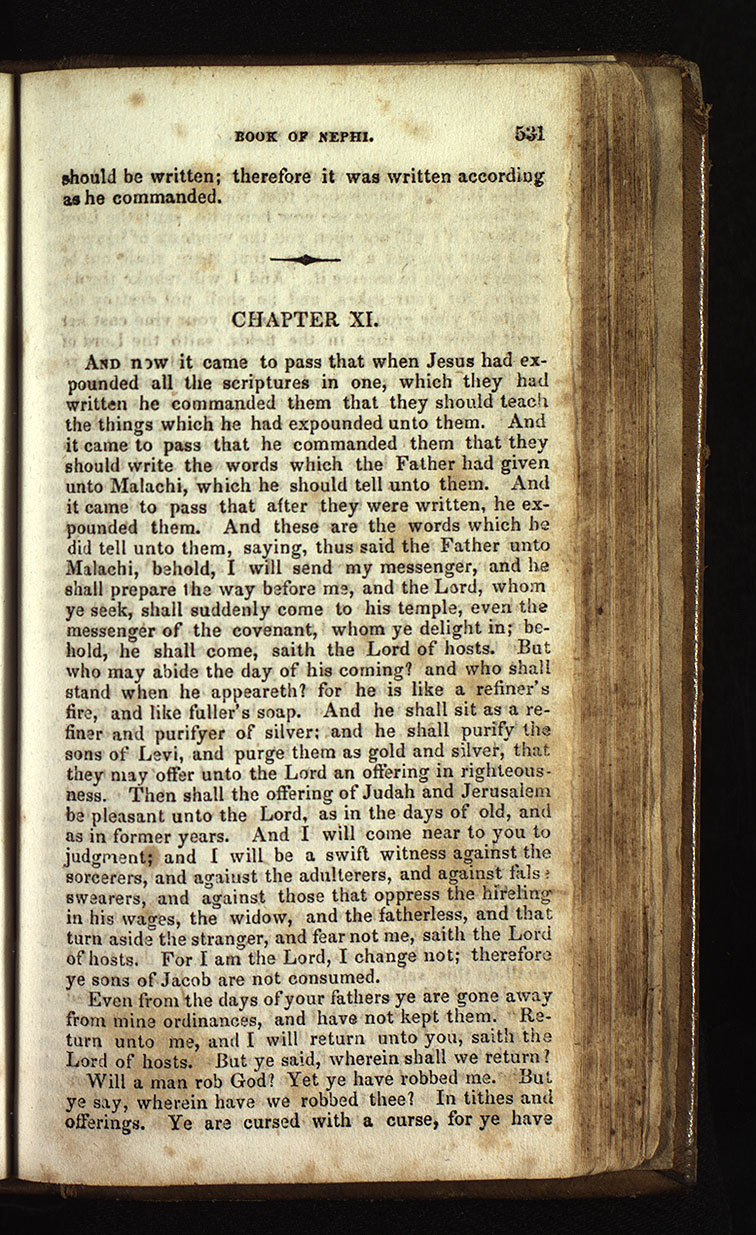 BOOK OF NEPHI. 531
should be written; therefore it was written according
as he commanded.
CHAPTER XI.
AND now it came to pass that when Jesus had ex-
pounded all the scriptures in one, which they had
written he commanded them that they should teach
the things which he had expounded unto them. And
it came to pass that he commanded them that they
should write the words which the Father had given
unto Malachi, which he should tell unto them. And
it came to pass that after they were written, he ex-
pounded them. And these are the words which he
did tell unto them, saying, thus said the Father unto
Malachi, behold, I will send my messenger, and he
shall prepare the way before me, and the Lord, whom
ye seek, shall suddenly come to his temple, even the
messenger of the covenant, whom ye delight in; be-
hold, he shall come, saith the Lord of hosts. But
who may abide the day of his coming? and who shall
stand when he appeareth? for he is like a refiner's
fire, and like fuller's soap. And he shall sit as a re-
finer and purifyer of silver; and he shall purify the
sons of Levi, and purge them as gold and silver, that
they may offer unto the Lord an offering in righteous-
ness. Then shall the offering of Judah and Jerusalem
be pleasant unto the Lord, as in the days of old, and
as in former years. And I will come near to you to
judgment; and I will be a swift witness against the
sorcerers, and against the adulterers, and against false
swearers, and against those that oppress the hireling
in his wages, the widow, and the fatherless, and that
turn aside the stranger, and fear not me, saith the Lord
of hosts. For I am the Lord, I change not; therefore
ye sons of Jacob are not consumed.
Even from the days of your fathers ye are gone away
from mine ordinances, and have not kept them. Re-
turn unto me, and I will return unto you, saith the
Lord of hosts. But ye said, wherein shall we return?
Will a man rob God? Yet ye have robbed me. But
ye say, wherein have we robbed thee? In tithes and
offerings. Ye are cursed with a curse, for ye have